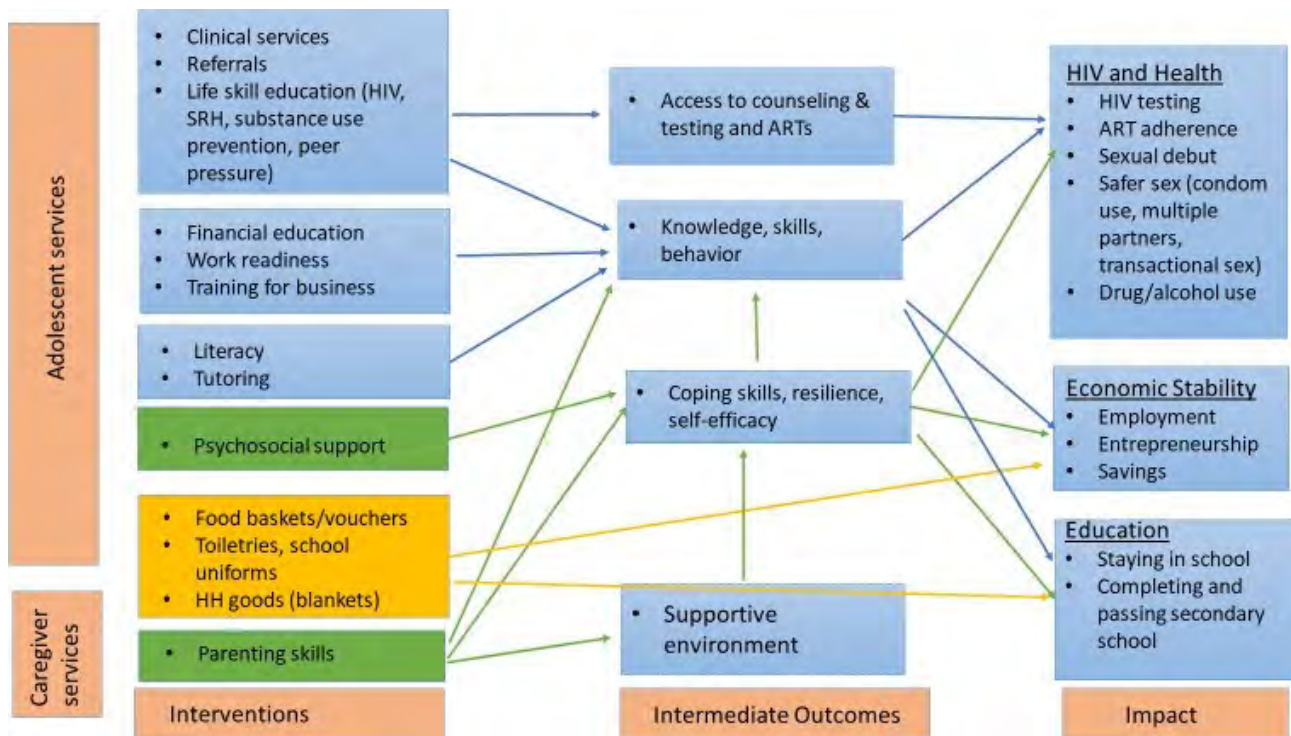 Adolescent services
Caregiver
services
• Clinical services
• Referrals
• Life skill education (HIV,
SRH, substance use
prevention, peer
pressure)
• Financial education
• Work readiness
• Training for business
• Literacy
• Tutoring
• Psychosocial support
• Food baskets/vouchers
• Toiletries, school
uniforms
• HH goods (blankets)
• Parenting skills
Interventions
• Access to counseling &
testing and ARTs
• Knowledge, skills,
behavior
• Coping skills, resilience,
self-efficacy
• Supportive
environment
Intermediate Outcomes
HIV and Health
• HIV testing
• ART adherence
• Sexual debut
• Safer sex (condom
use, multiple
partners,
transactional sex)
• Drug/alcohol use
Economic Stability
• Employment
• Entrepreneurship
• Savings
Education
• Staying in school
• Completing and
passing secondary
school
Impact